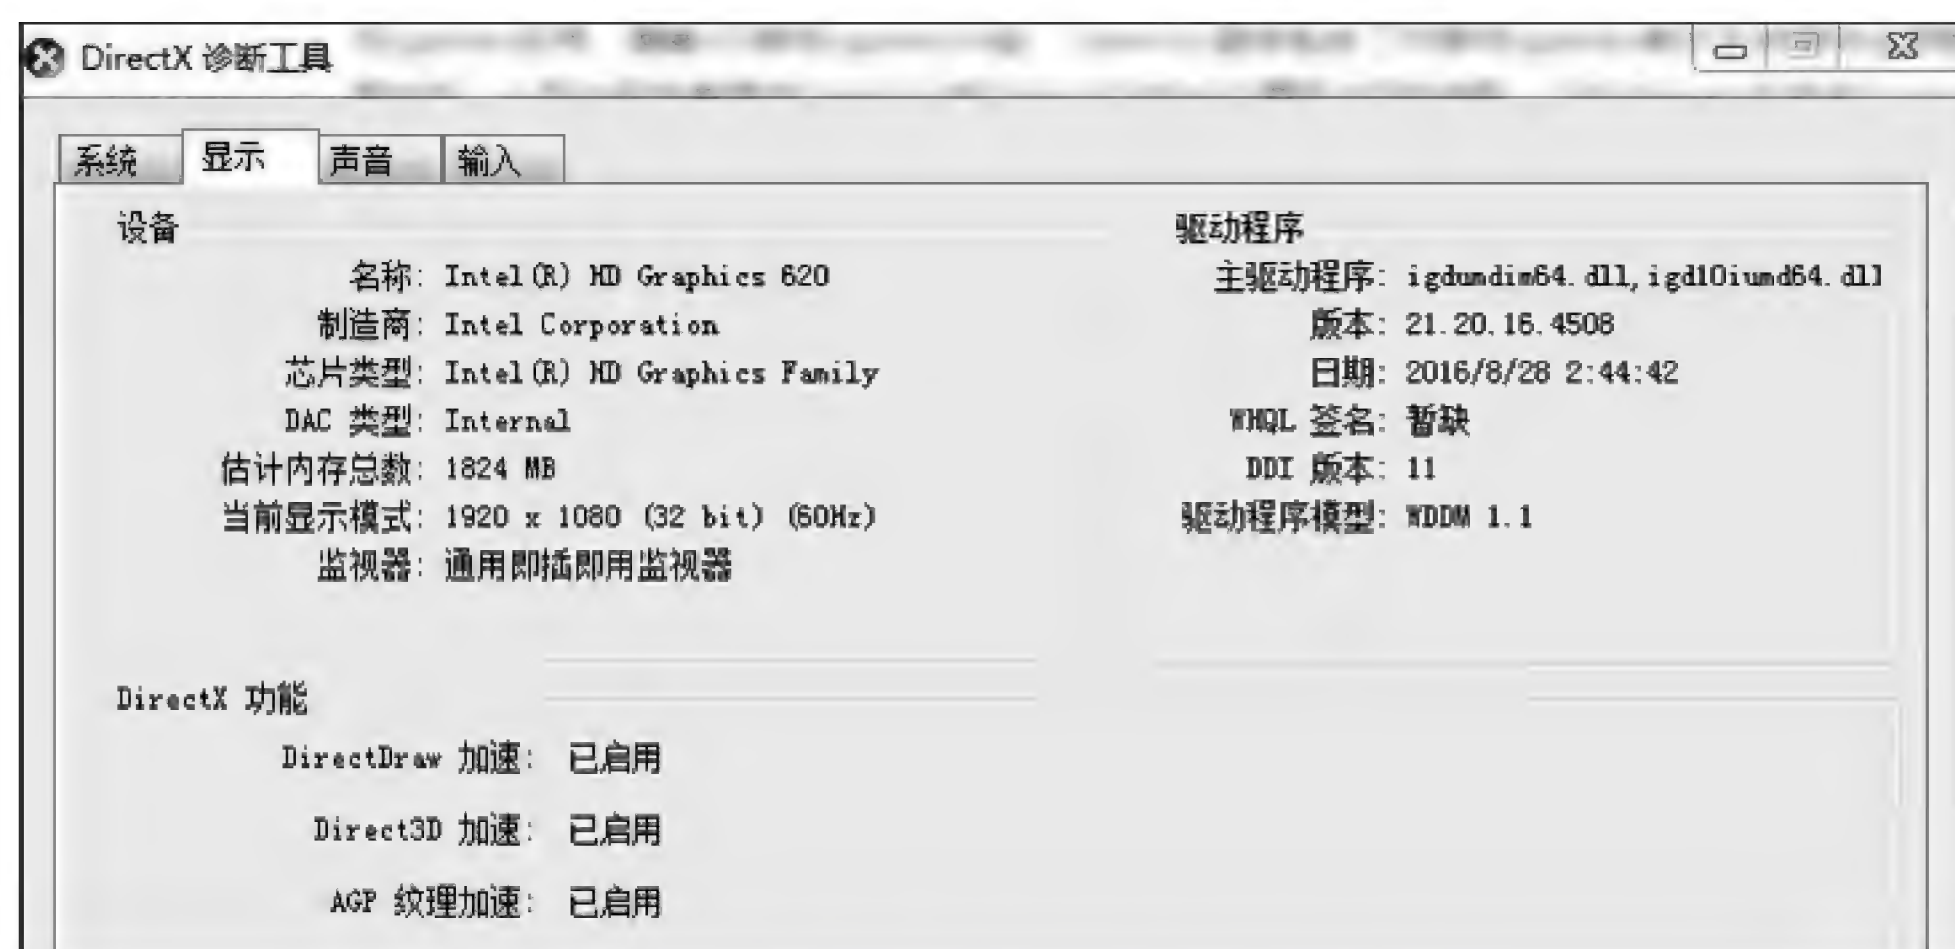 DirectX 诊断工具
系统 显示 声音 输入
设备
名称: Intel(R) HD Graphics 620
制造商: Intel Corporation
芯片类型: Intel(R) HD Graphics Family
DAC 类型: Internal
估计内存总数: 1824 MB
当前显示模式: 1920 x 1080 (32 bit) (60Hz)
监视器: 通用即插即用监视器
驱动程序
主驱动程序: igdumdim64.dll,igd10iumd64.dll
版本: 21.20.16.4508
日期: 2016/8/28 2:44:42
WHQL 签名: 暂缺
DDI 版本: 11
驱动程序模型: WDDM 1.1
DirectX 功能
DirectDraw 加速: 已启用
Direct3D 加速: 已启用
AGP 纹理加速: 已启用